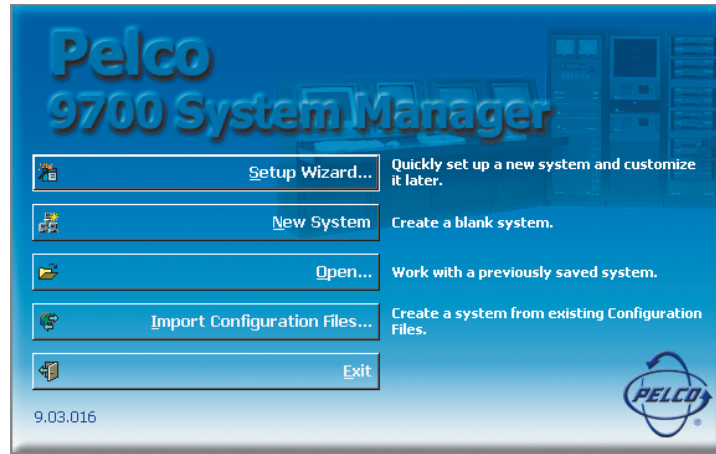 Pelco
9700 System Manager
Setup Wizard...
Quickly set up a new system and customize
it later.
New System
Create a blank system.
Open...
Work with a previously saved system.
Import Configuration Files...
Create a system from existing Configuration
Files.
Exit
PELCO
®
9.03.016